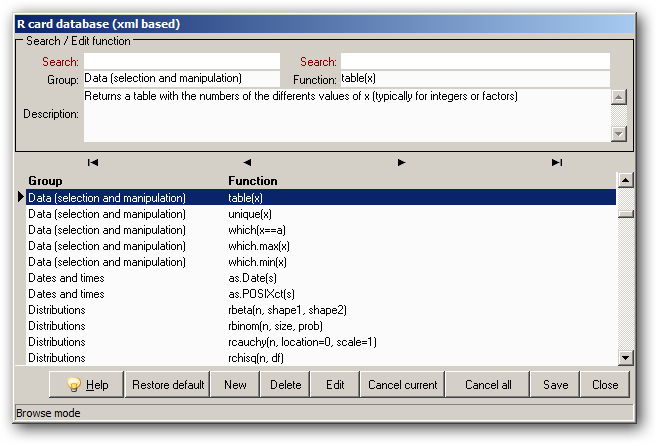 R card database (xml based)
Search / Edit function
Search: Search:
Group: Data (selection and manipulation) Function: table(x)
Description: Returns a table with the numbers of the differents values of x (typically for integers or factors)
Group Function
Data (selection and manipulation) table(x)
Data (selection and manipulation) unique(x)
Data (selection and manipulation) which(x==a)
Data (selection and manipulation) which.max(x)
Data (selection and manipulation) which.min(x)
Dates and times as.Date(s)
Dates and times as.POSIXct(s)
Distributions rbeta(n, shape1, shape2)
Distributions rbinom(n, size, prob)
Distributions rcauchy(n, location=0, scale=1)
Distributions rchisq(n, df)
Help Restore default New Delete Edit Cancel current Cancel all Save Close
Browse mode